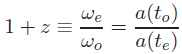 1 + z ≡ ω_e / ω_o = a(t_o) / a(t_e)